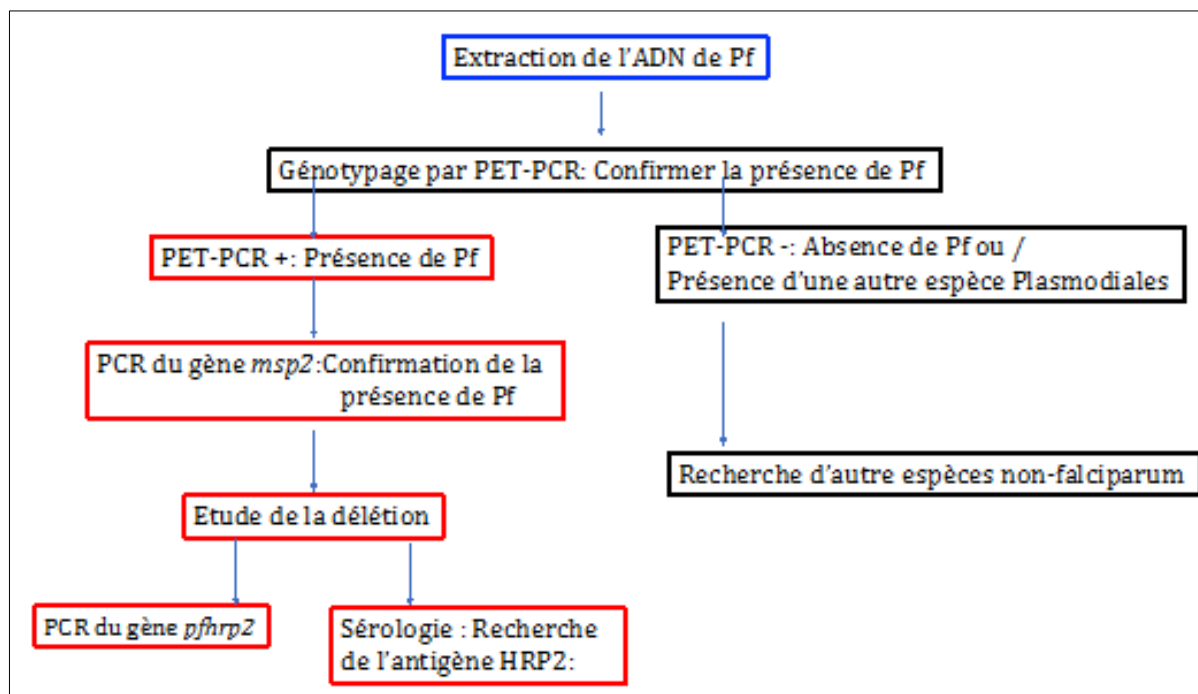 Extraction de l'ADN de Pf
Génotypage par PET-PCR: Confirmer la présence de Pf
PET-PCR +: Présence de Pf
PET-PCR -: Absence de Pf ou /
Présence d'une autre espèce Plasmodiales
PCR du gène msp2:Confirmation de la
présence de Pf
Recherche d'autre espèces non-falciparum
Etude de la délétion
PCR du gène pfhrp2
Sérologie : Recherche
de l'antigène HRP2: